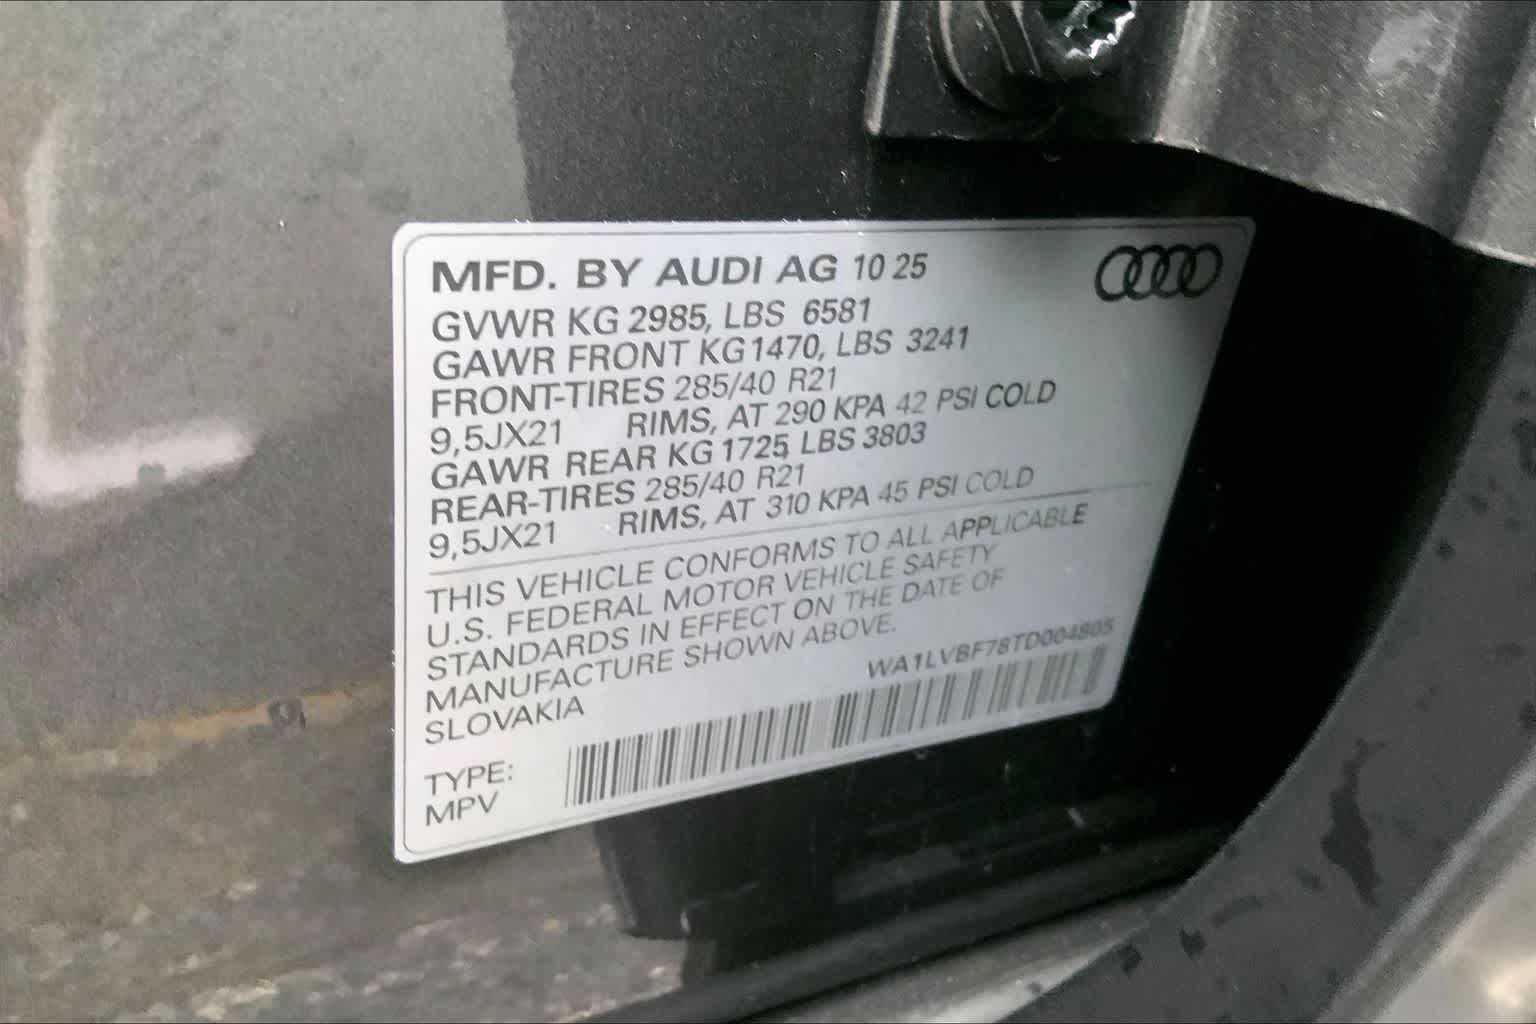 MFD. BY AUDI AG 10 25
GVWR KG 2985, LBS 6581
GAWR FRONT KG 1470, LBS 3241
FRONT-TIRES 285/40 R21
9,5JX21 RIMS, AT 290 KPA 42 PSI COLD
GAWR REAR KG 1725, LBS 3803
REAR-TIRES 285/40 R21
9,5JX21 RIMS, AT 310 KPA 45 PSI COLD
THIS VEHICLE CONFORMS TO ALL APPLICABLE
U.S. FEDERAL MOTOR VEHICLE SAFETY
STANDARDS IN EFFECT ON THE DATE OF
MANUFACTURE SHOWN ABOVE.
SLOVAKIA
WA1LVBF78TD004805
TYPE:
MPV